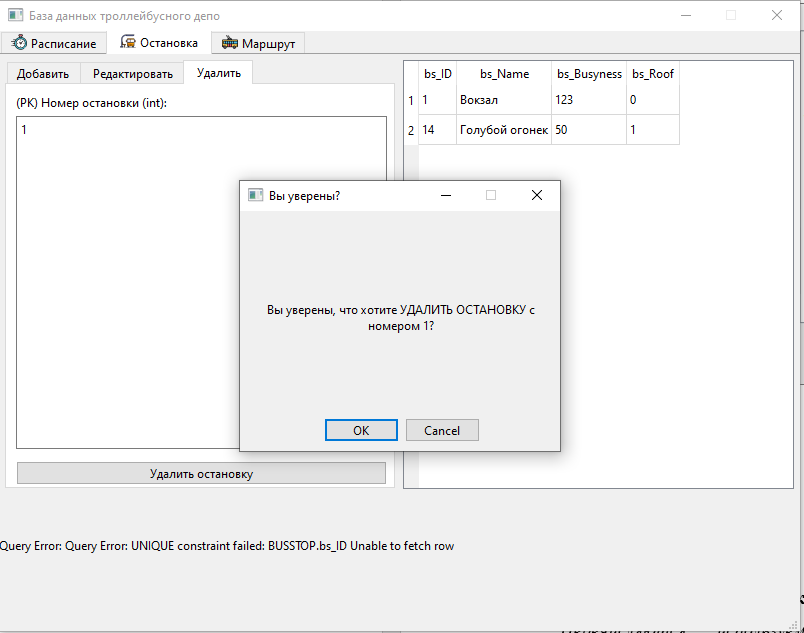 База данных троллейбусного депо
Расписание Остановка Маршрут
Добавить Редактировать Удалить
(PK) Номер остановки (int):
1
bs_ID bs_Name bs_Busyness bs_Roof
1 1 Вокзал 123 0
2 14 Голубой огонек 50 1
Вы уверены?
Вы уверены, что хотите УДАЛИТЬ ОСТАНОВКУ с
номером 1?
OK Cancel
Удалить остановку
Query Error: Query Error: UNIQUE constraint failed: BUSSTOP.bs_ID Unable to fetch row